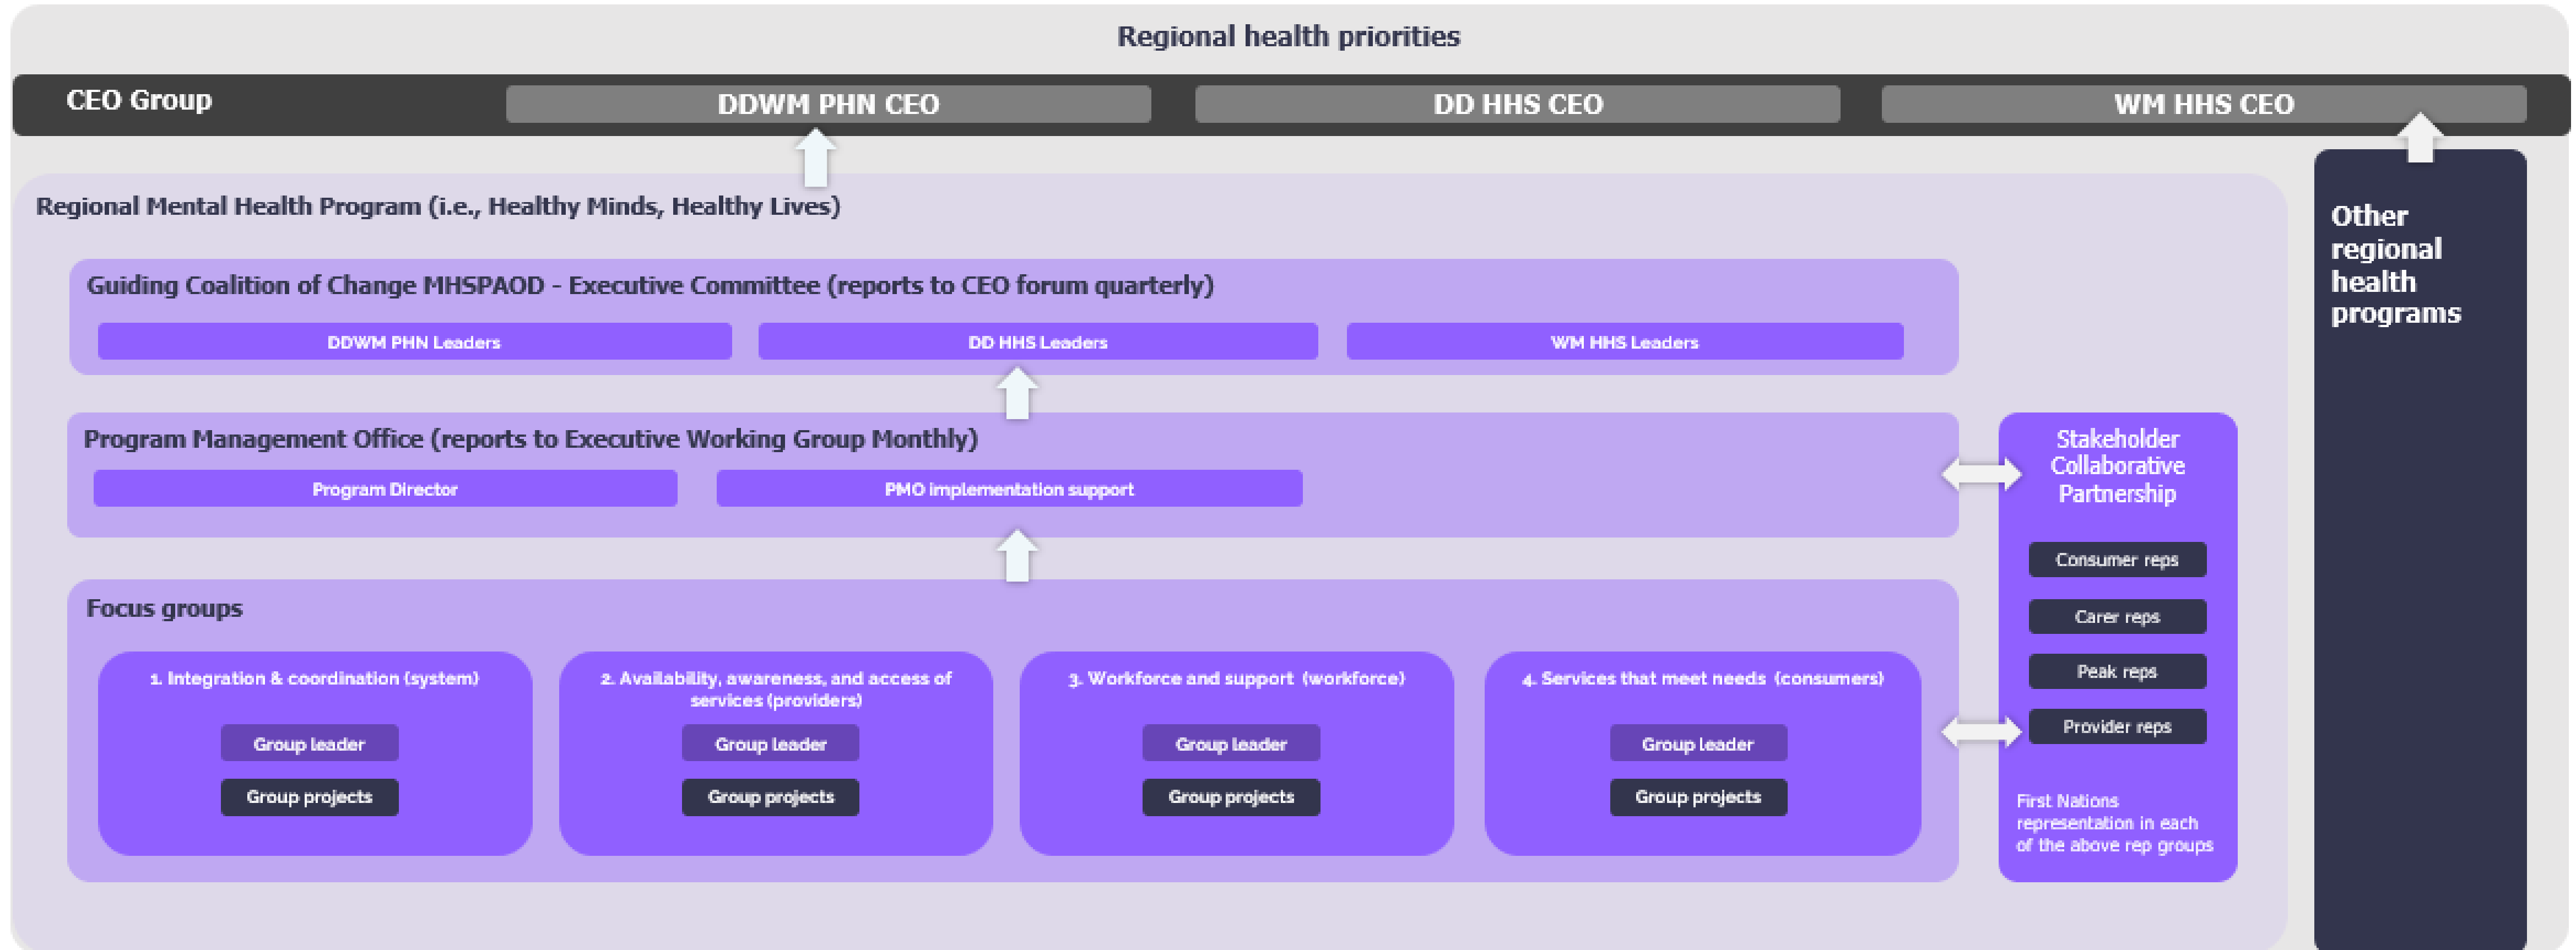 Regional health priorities
CEO Group
DDWM PHN CEO
DD HHS CEO
WM HHS CEO
Regional Mental Health Program (i.e., Healthy Minds, Healthy Lives)
Other
regional
health
programs
Guiding Coalition of Change MHSPAOD - Executive Committee (reports to CEO forum quarterly)
DDWM PHN Leaders
DD HHS Leaders
WM HHS Leaders
Program Management Office (reports to Executive Working Group Monthly)
Program Director
PMO implementation support
Stakeholder
Collaborative
Partnership
Consumer reps
Carer reps
Peak reps
Provider reps
First Nations
representation in each
of the above rep groups
Focus groups
1. Integration & coordination (system)
Group leader
Group projects
2. Availability, awareness, and access of
services (providers)
Group leader
Group projects
3. Workforce and support (workforce)
Group leader
Group projects
4. Services that meet needs (consumers)
Group leader
Group projects